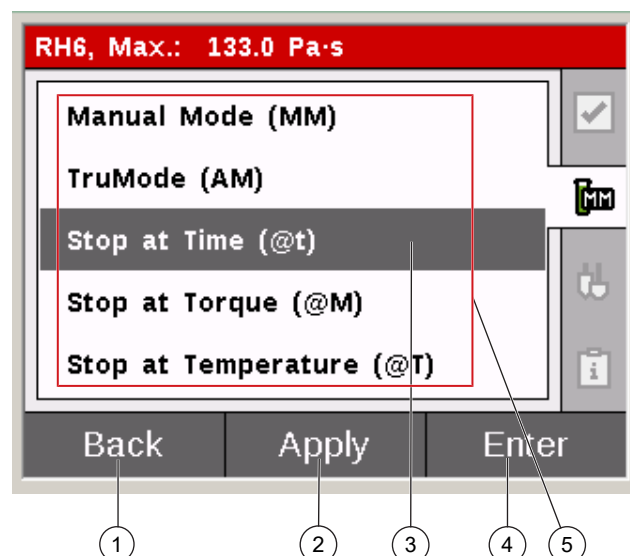 RH6, Max.: 133.0 Pa·s
Manual Mode (MM)
TruMode (AM)
MM
Stop at Time (@t)
Stop at Torque (@M)
Stop at Temperature (@T)
i
Back Apply Enter
1 2 3 4 5